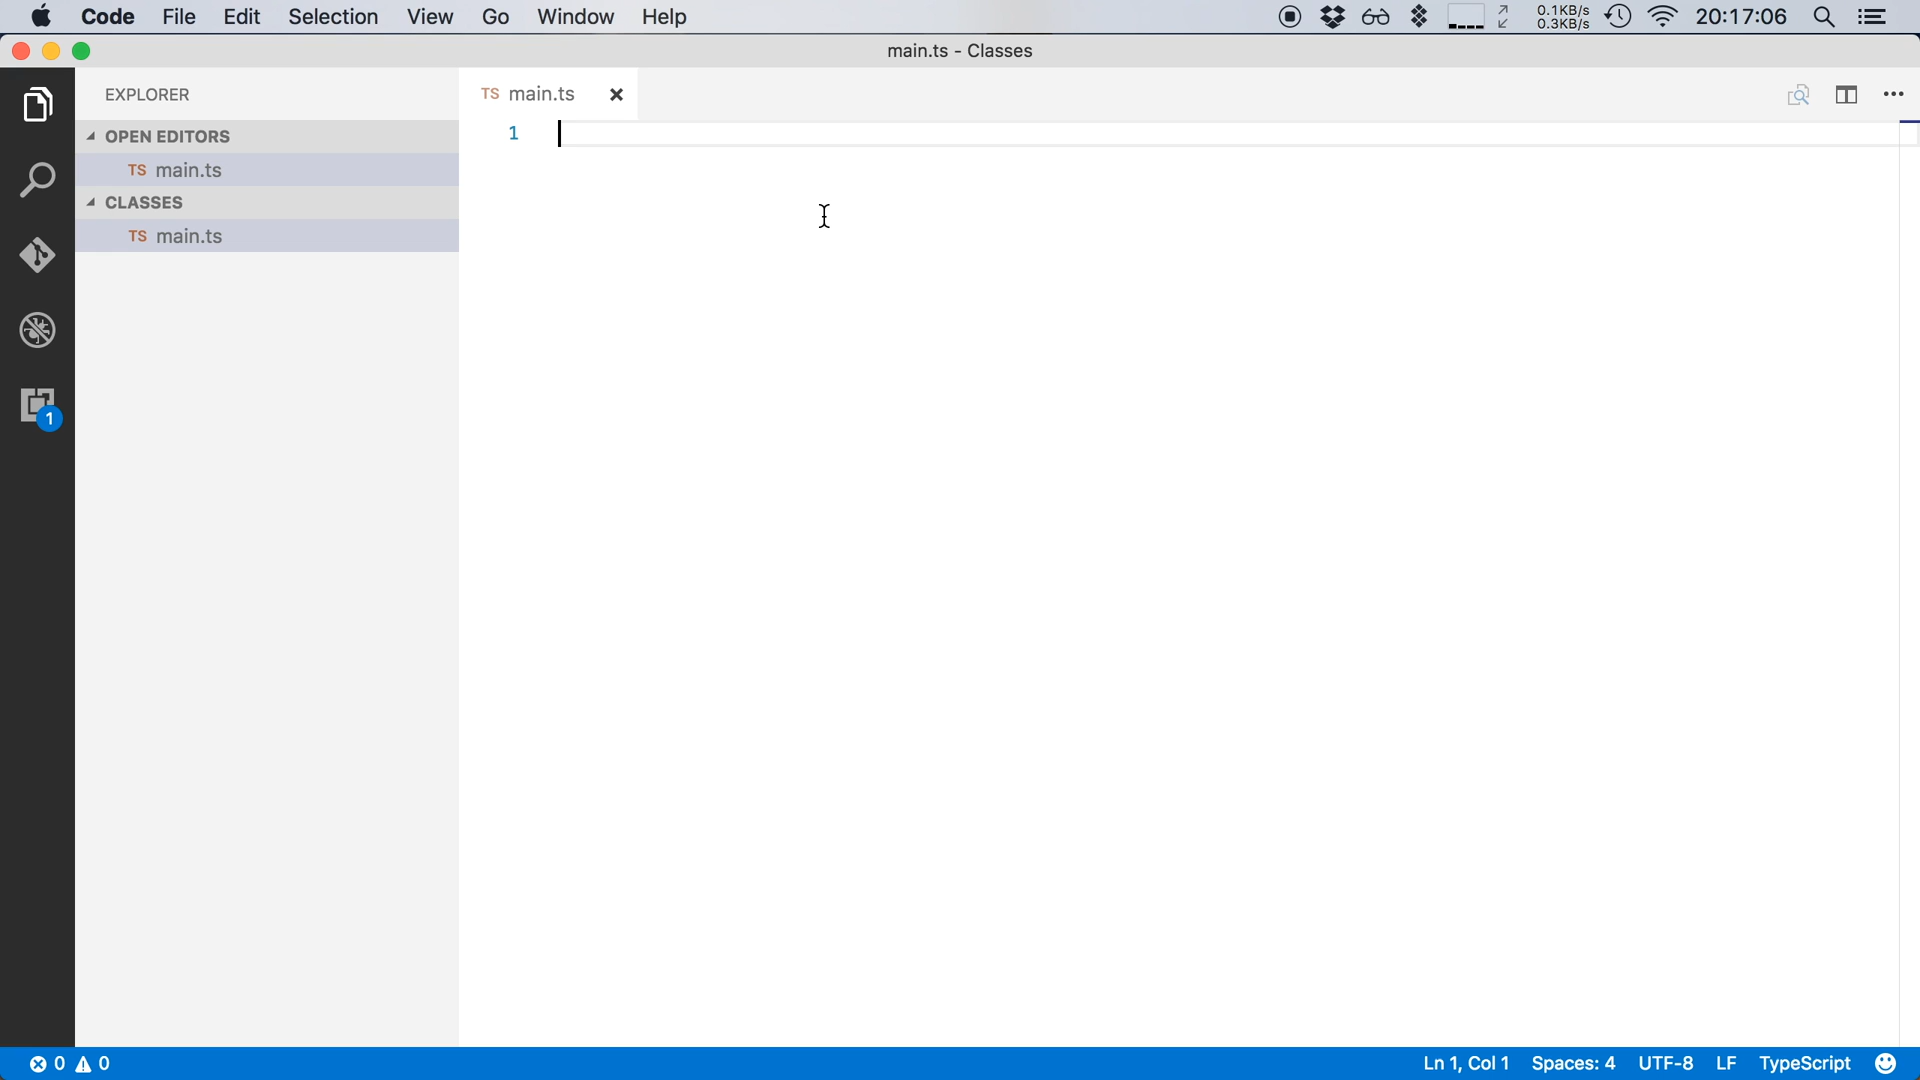 Code File Edit Selection View Go Window Help
0.1KB/s
0.3KB/s
20:17:06
main.ts - Classes
EXPLORER
TS main.ts
OPEN EDITORS
1
TS main.ts
CLASSES
TS main.ts
1
0 0
Ln 1, Col 1 Spaces: 4 UTF-8 LF TypeScript